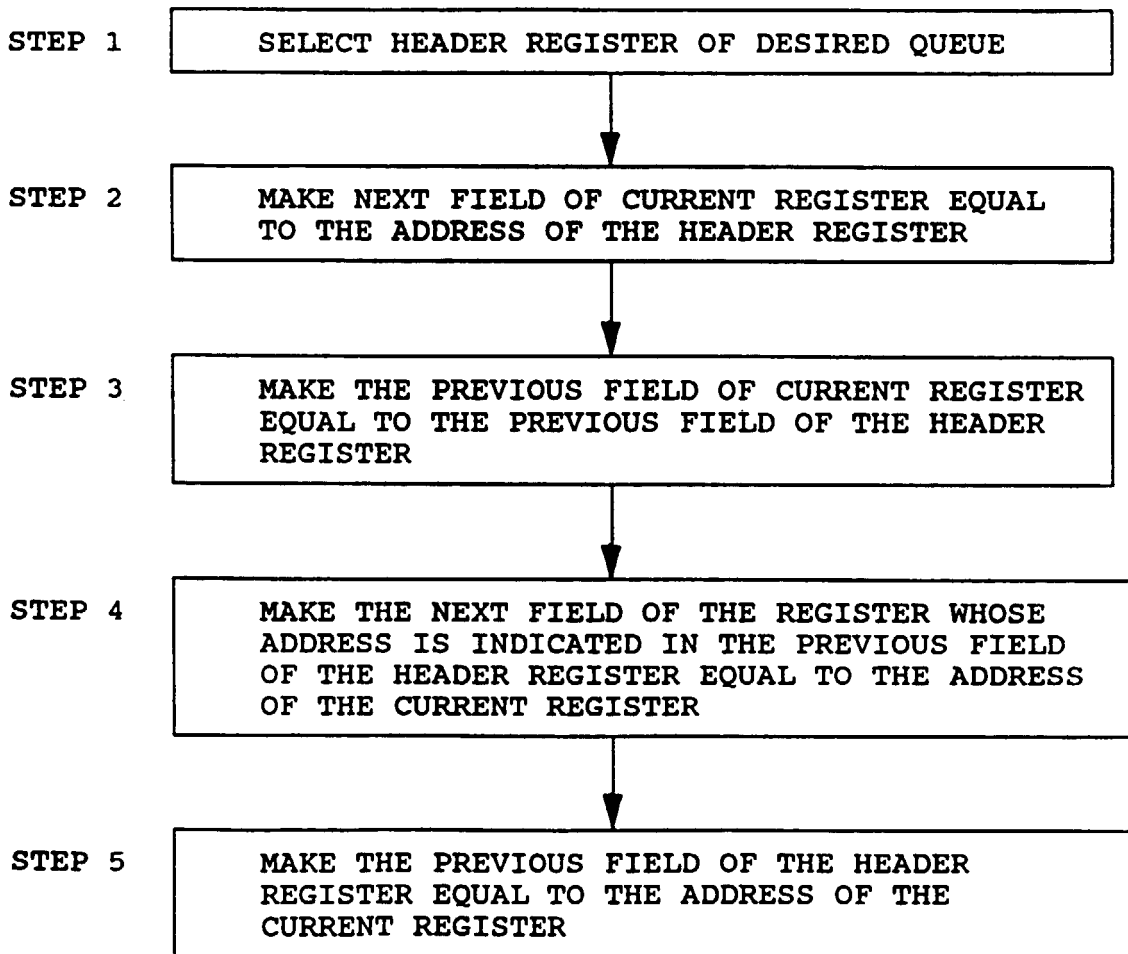 STEP 1
SELECT HEADER REGISTER OF DESIRED QUEUE
STEP 2
MAKE NEXT FIELD OF CURRENT REGISTER EQUAL
TO THE ADDRESS OF THE HEADER REGISTER
STEP 3
MAKE THE PREVIOUS FIELD OF CURRENT REGISTER
EQUAL TO THE PREVIOUS FIELD OF THE HEADER
REGISTER
STEP 4
MAKE THE NEXT FIELD OF THE REGISTER WHOSE
ADDRESS IS INDICATED IN THE PREVIOUS FIELD
OF THE HEADER REGISTER EQUAL TO THE ADDRESS
OF THE CURRENT REGISTER
STEP 5
MAKE THE PREVIOUS FIELD OF THE HEADER
REGISTER EQUAL TO THE ADDRESS OF THE
CURRENT REGISTER